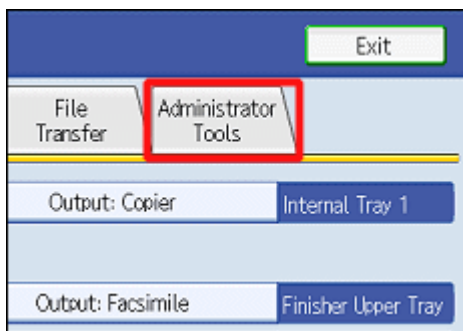 Exit
File
Transfer
Administrator
Tools
Output: Copier
Internal Tray 1
Output: Facsimile
Finisher Upper Tray